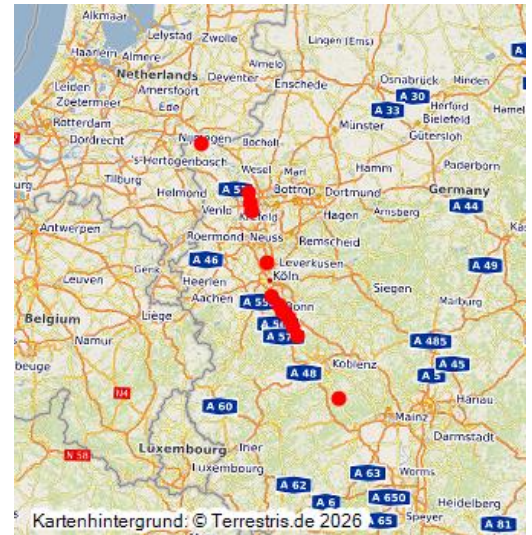 Alkmaar
Lelystad Zwolle
Lingen (Ems)
Haarlem Almere
Almelo
Osnabrück Minden
Netherlands Deventer
Enschede
Leiden Amersfoort
A 30
Zoetermeer Ede
Herford Hamel
Rotterdam
A 33 Bielefeld
Münster Gütersloh
Dordrecht Nijmegen Bocholt
's-Hertogenbosch
Hamm Paderborn
Tilburg
Wesel Marl
Helmond A 57 Bottrop Dortmund Germany
Venlo Krefeld Hagen Arnsberg A 44
Antwerpen
Roermond Neuss Remscheid
Genk A 46 Leverkusen A 49
Leuven Heerlen Köln
Siegen
Aachen Bonn Marburg
Belgium Liège
Namur
A 485
Koblenz
A 48 A 45
A 5
N4 A 60 Hanau
Mainz
Darmstadt
N 58 Luxembourg Trier
Luxembourg A 63 Worms
A 62 A 650 Heidelberg
A 6
Kartenhintergrund: © Terrestris.de 2026 A 65 Speyer A 81